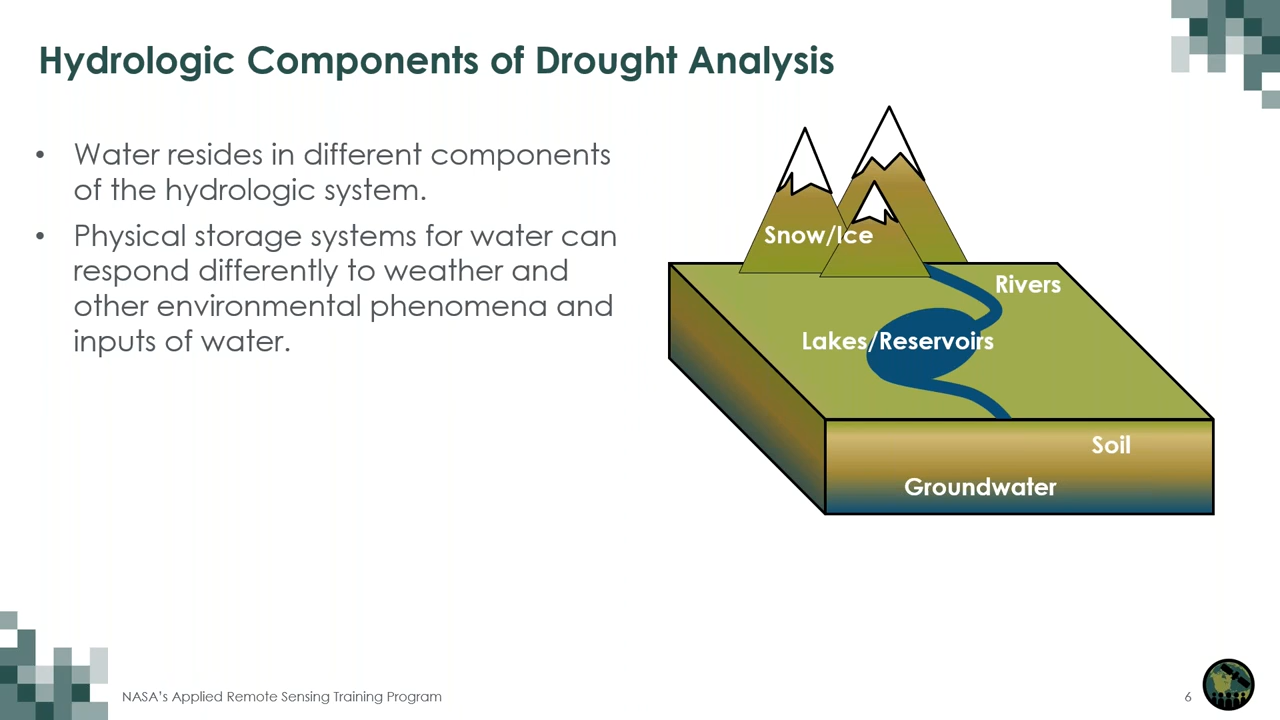 Hydrologic Components of Drought Analysis
• Water resides in different components
of the hydrologic system.
• Physical storage systems for water can
respond differently to weather and
other environmental phenomena and
inputs of water.
Snow/Ice
Rivers
Lakes/Reservoirs
Soil
Groundwater
NASA's Applied Remote Sensing Training Program
6